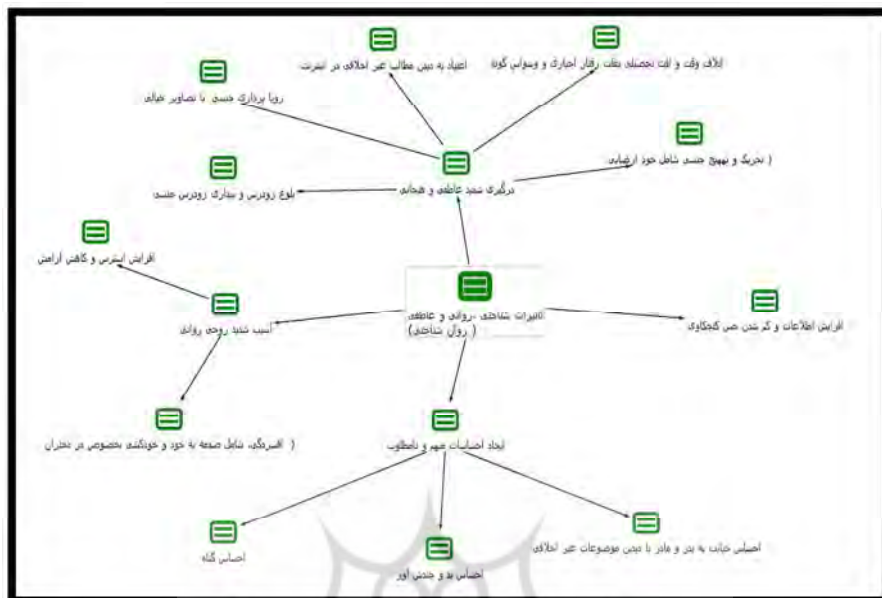 اعتیاد به دیدن مطالب غیر اخلاقی در اینترنت
اتلاف وقت و افت تحصیلی بعلت رفتار اجباری و وسواس گونه
رویا پردازی جنسی با تصاویر خیالی
تحریک و تهییج جنسی شامل خود ارضایی )
درگیری شدید عاطفی و هیجانی
بلوغ زودرس و بیداری زودرس جنسی
افزایش استرس و کاهش آرامش
تاثیرات شناختی ،روانی و عاطفی
( روان شناختی )
افزایش اطلاعات و کم شدن حس کنجکاوی
آسیب شدید روحی روانی
ایجاد احساسات مبهم و نامطلوب
افسردگی، شامل صدمه به خود و خودکشی بخصوص در دختران )
احساس خیانت به پدر و مادر با دیدن موضوعات غیر اخلاقی
احساس گناه
احساس بد و چندش آور